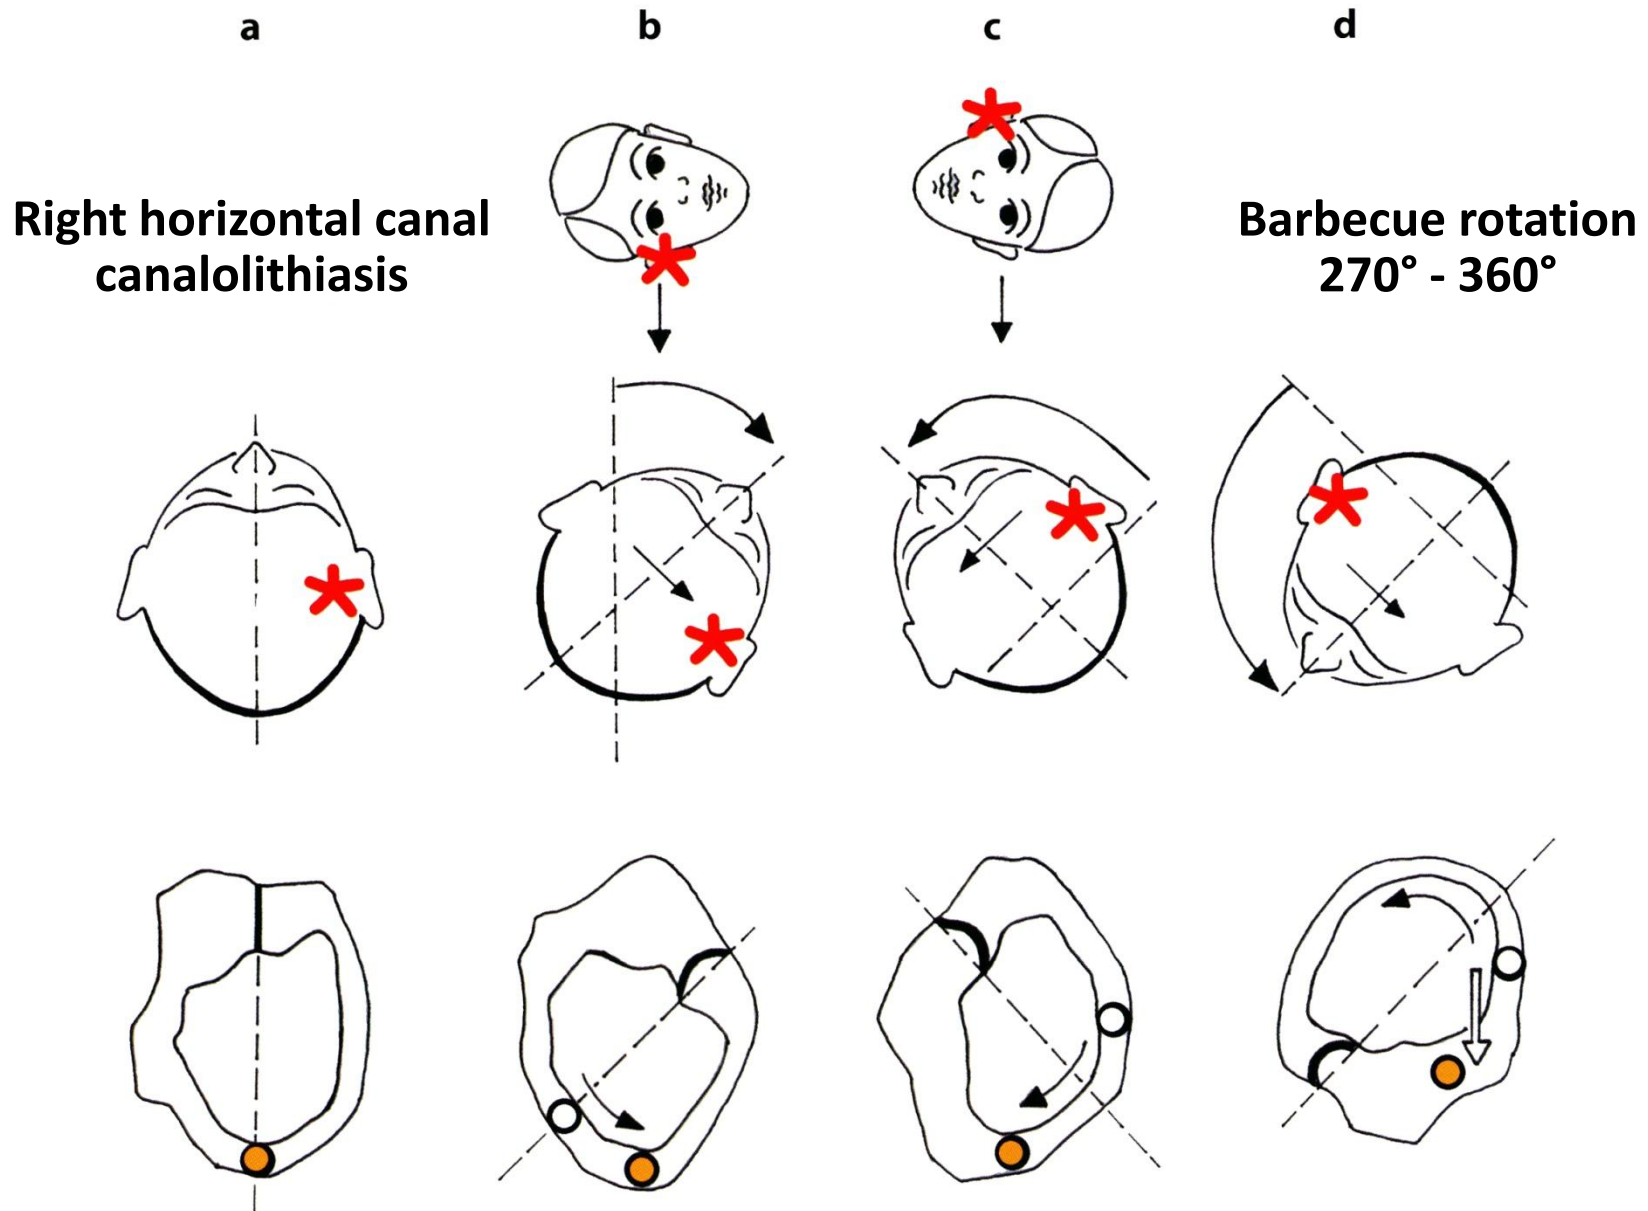 a
b
c
d
Right horizontal canal
canalolithiasis
Barbecue rotation
270° - 360°